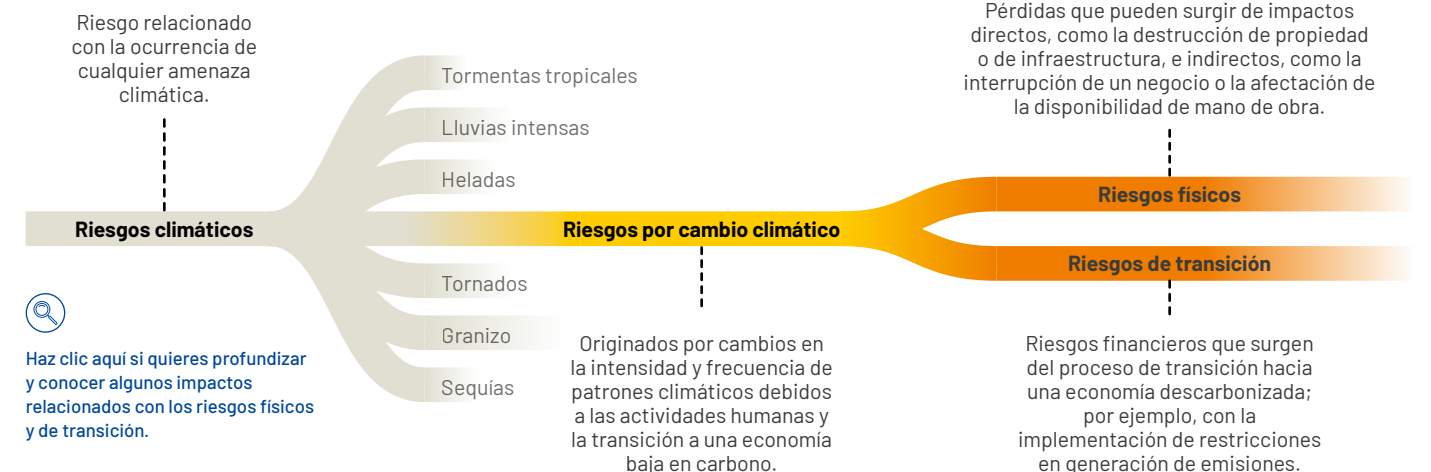 Riesgo relacionado
con la ocurrencia de
cualquier amenaza
climática.
Riesgos climáticos
Haz clic aquí si quieres profundizar
y conocer algunos impactos
relacionados con los riesgos físicos
y de transición.
Tormentas tropicales
Lluvias intensas
Heladas
Tornados
Granizo
Sequías
Riesgos por cambio climático
Originados por cambios en
la intensidad y frecuencia de
patrones climáticos debidos
a las actividades humanas y
la transición a una economía
baja en carbono.
Pérdidas que pueden surgir de impactos
directos, como la destrucción de propiedad
o de infraestructura, e indirectos, como la
interrupción de un negocio o la afectación de
la disponibilidad de mano de obra.
Riesgos físicos
Riesgos de transición
Riesgos financieros que surgen
del proceso de transición hacia
una economía descarbonizada;
por ejemplo, con la
implementación de restricciones
en generación de emisiones.